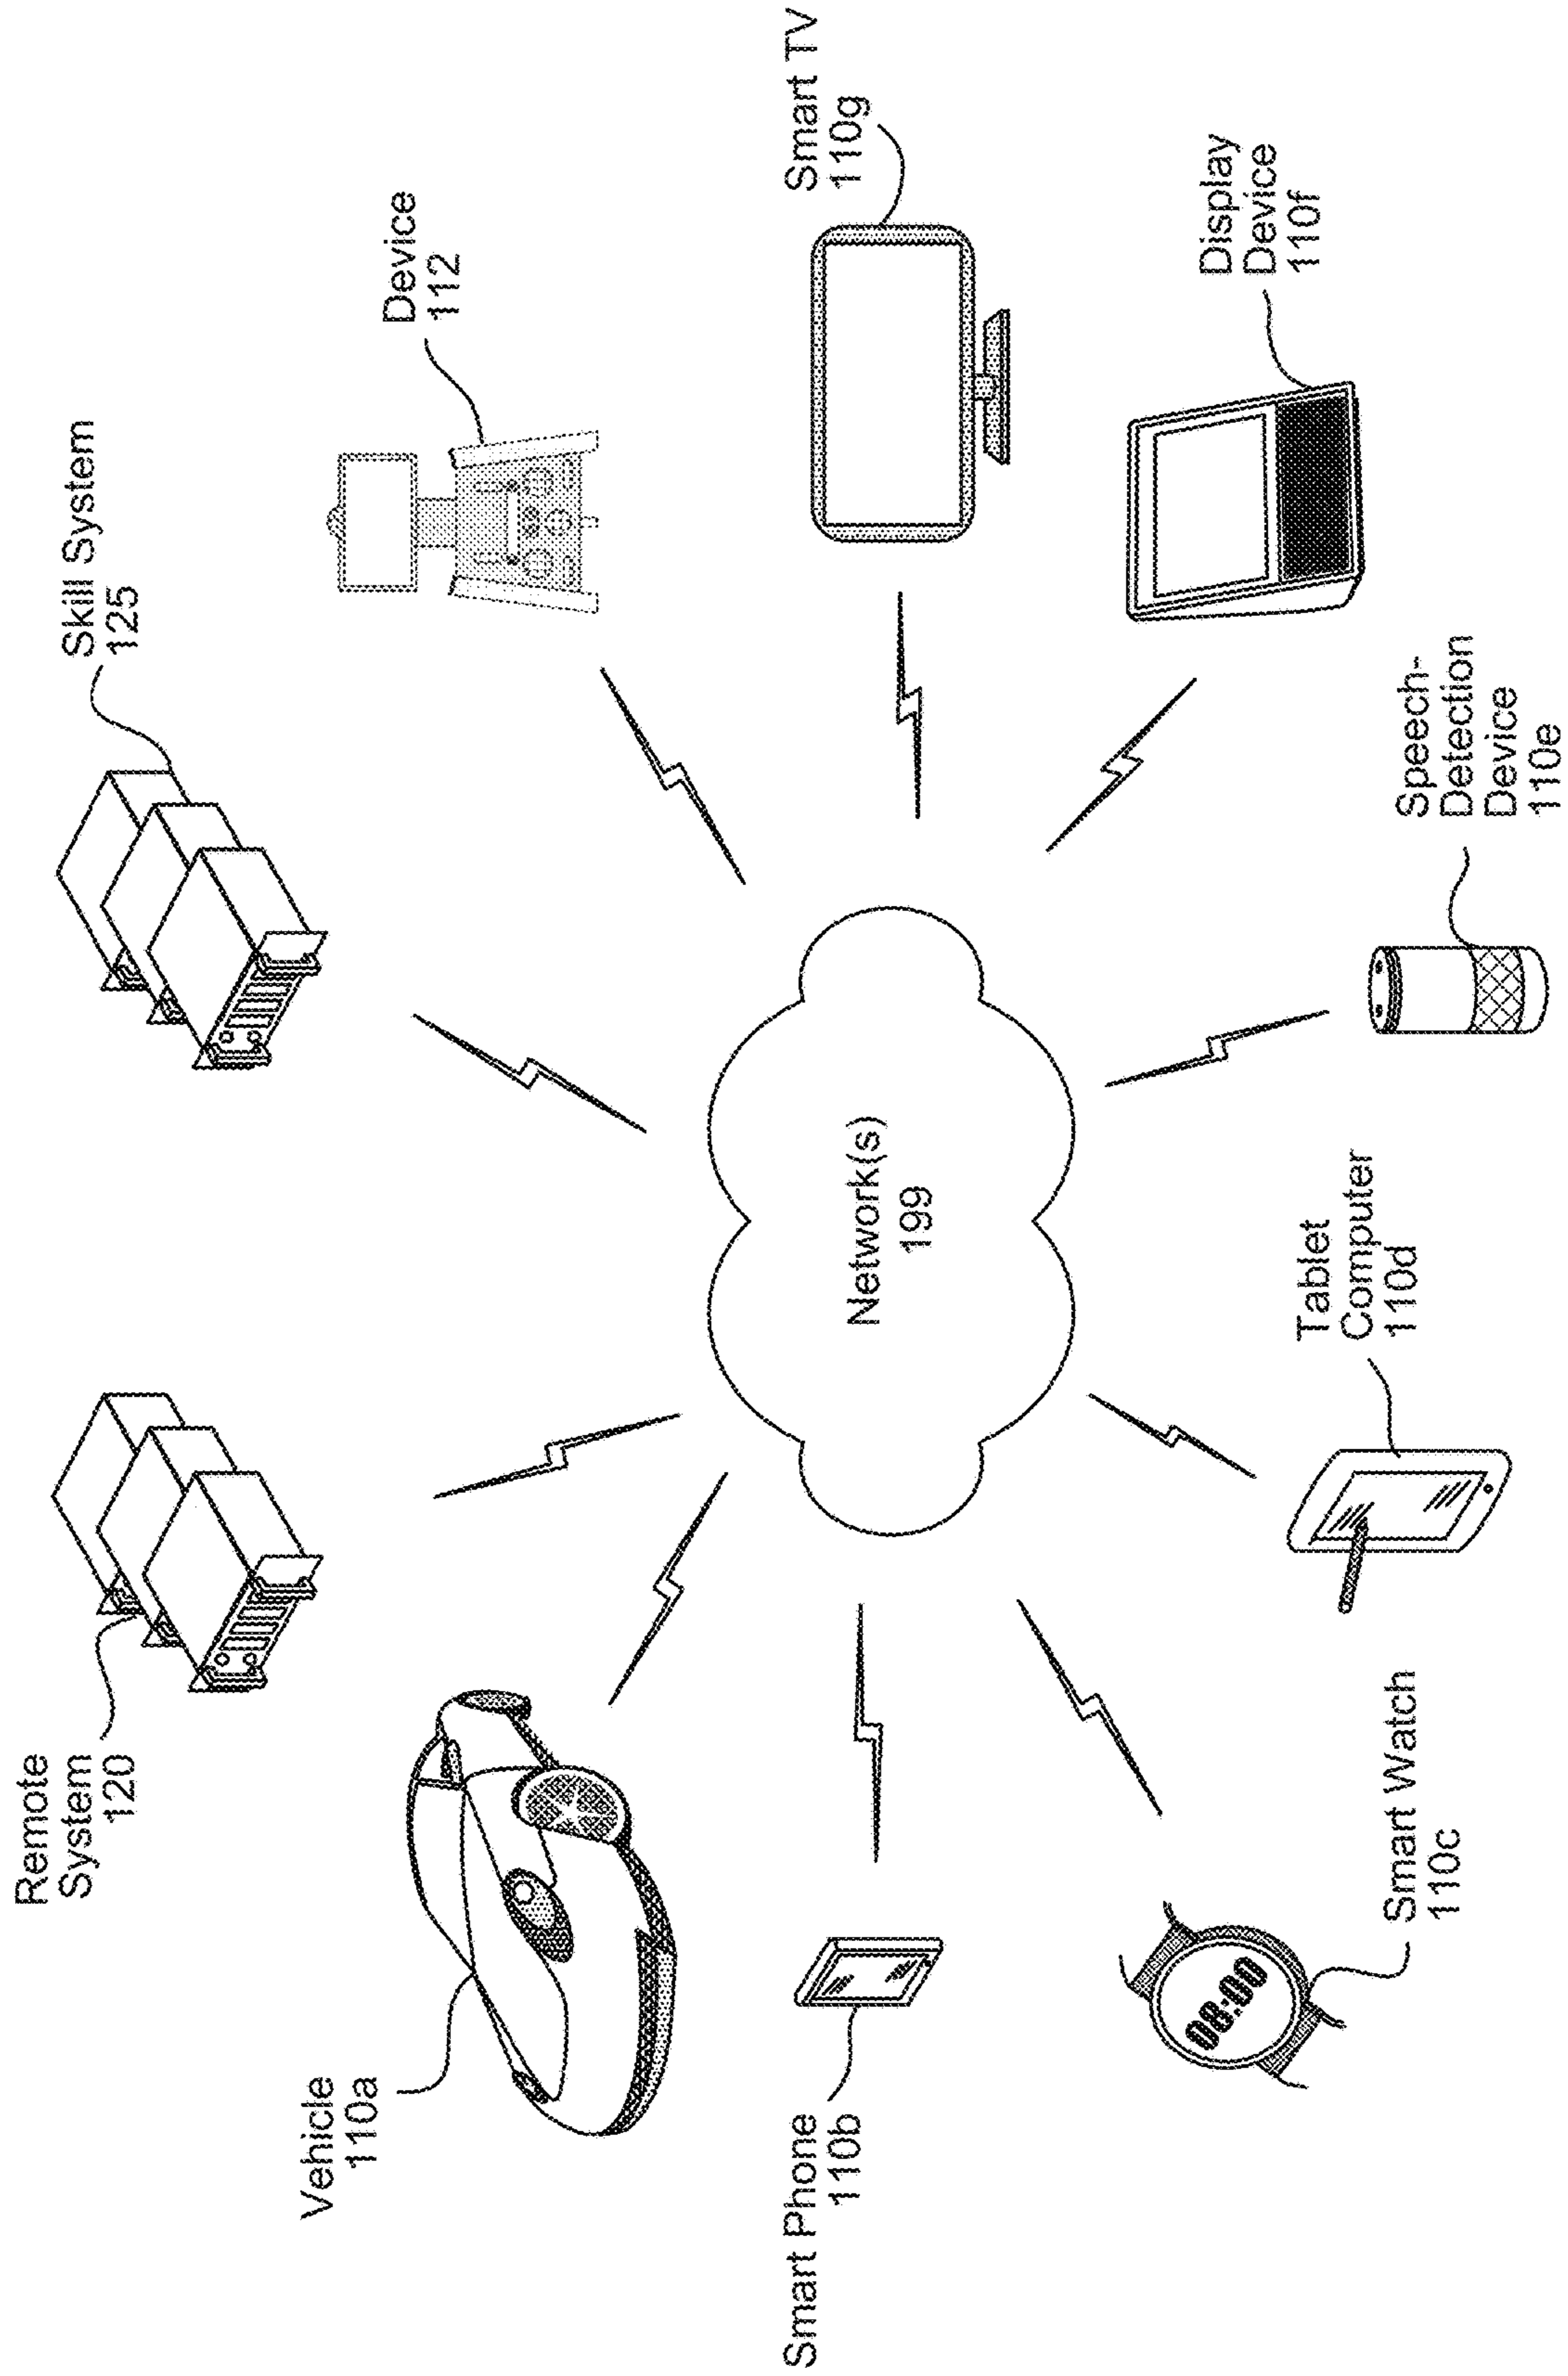 Remote
System
120
Skill System
125
Device
112
Vehicle
110a
Smart TV
110g
Network(s)
199
Smart Phone
110b
Display
Device
110f
08:00
Smart Watch
110c
Tablet
Computer
110d
Speech-
Detection
Device
110e